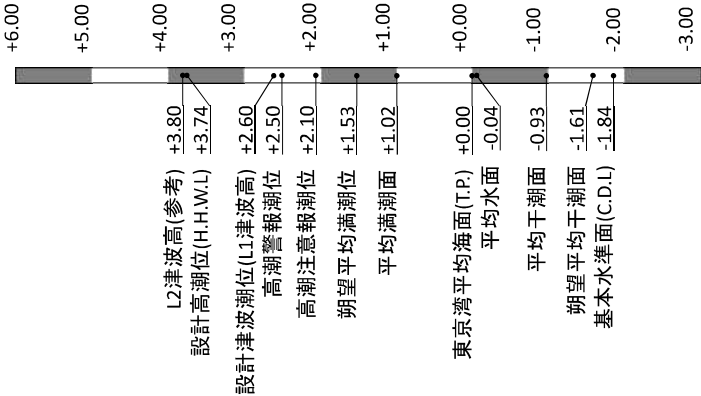 +6.00
+5.00
+4.00
+3.00
+2.00
+1.00
+0.00
-1.00
-2.00
-3.00
L2津波高(参考) +3.80
設計高潮位(H.H.W.L) +3.74
設計津波潮位(L1津波高) +2.60
高潮警報潮位 +2.50
高潮注意報潮位 +2.10
朔望平均満潮位 +1.53
平均満潮面 +1.02
東京湾平均海面(T.P.) +0.00
平均水面 -0.04
平均干潮面 -0.93
朔望平均干潮面 -1.61
基本水準面(C.D.L) -1.84